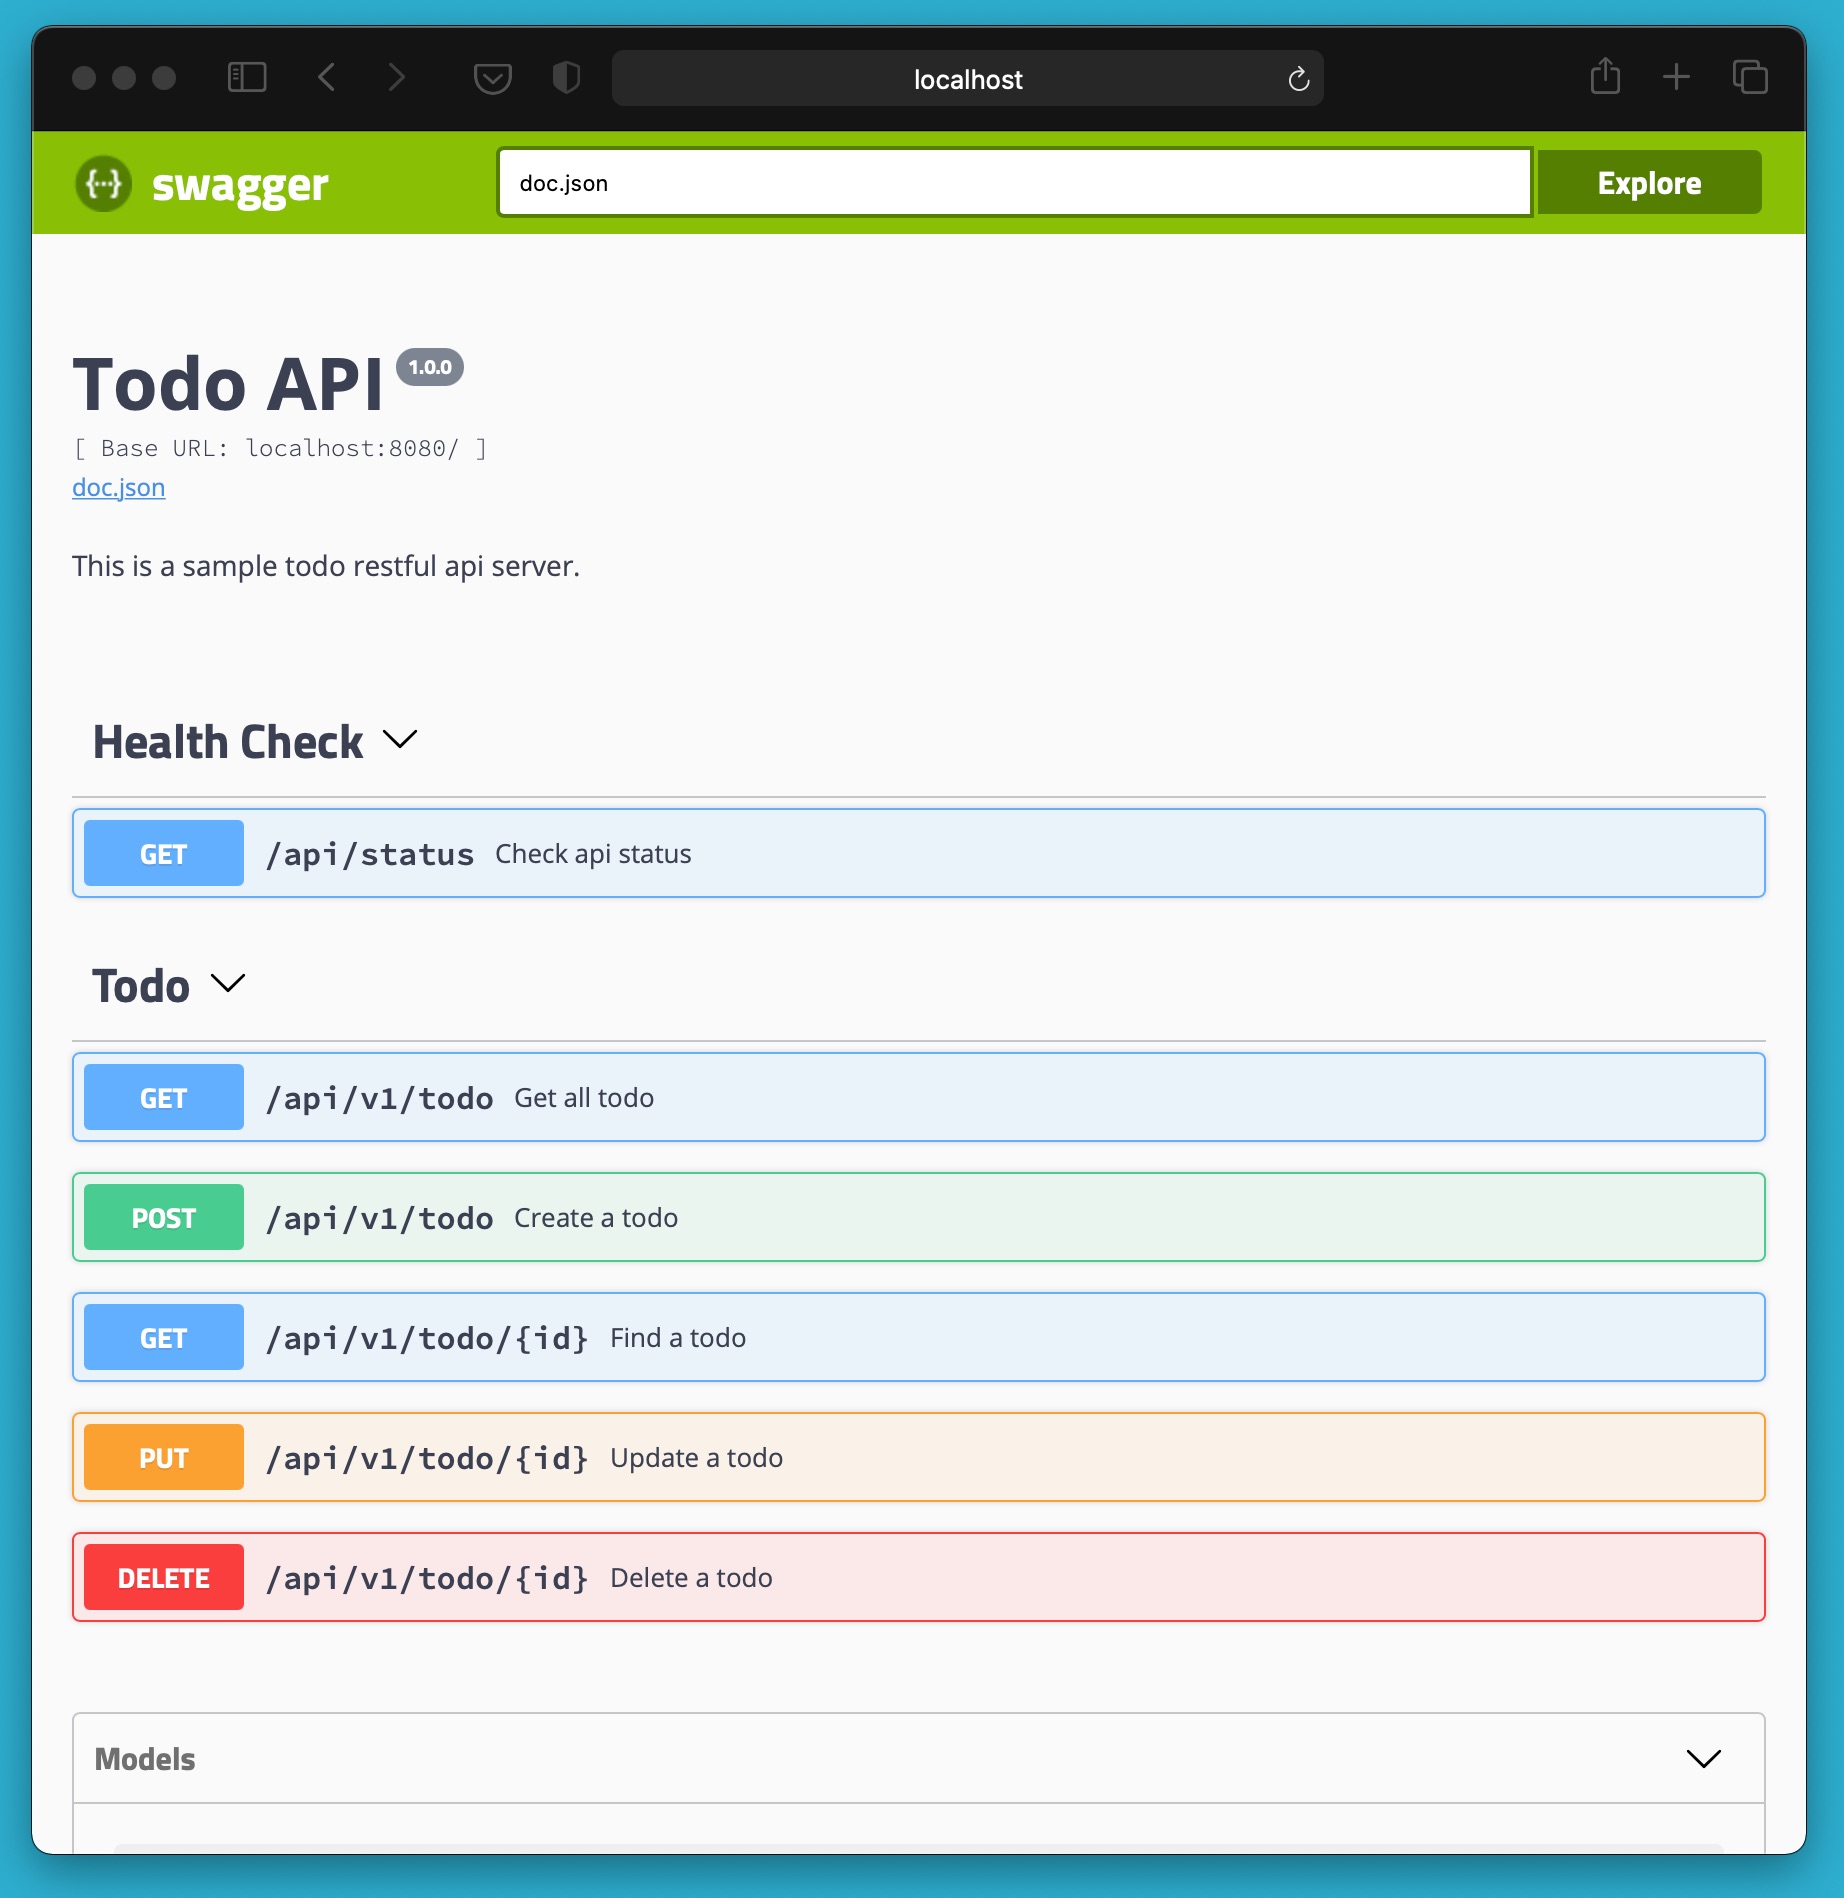 localhost
swagger
doc.json
Explore
Todo API 1.0.0
[ Base URL: localhost:8080/ ]
doc.json
This is a sample todo restful api server.
Health Check
GET /api/status Check api status
Todo
GET /api/v1/todo Get all todo
POST /api/v1/todo Create a todo
GET /api/v1/todo/{id} Find a todo
PUT /api/v1/todo/{id} Update a todo
DELETE /api/v1/todo/{id} Delete a todo
Models